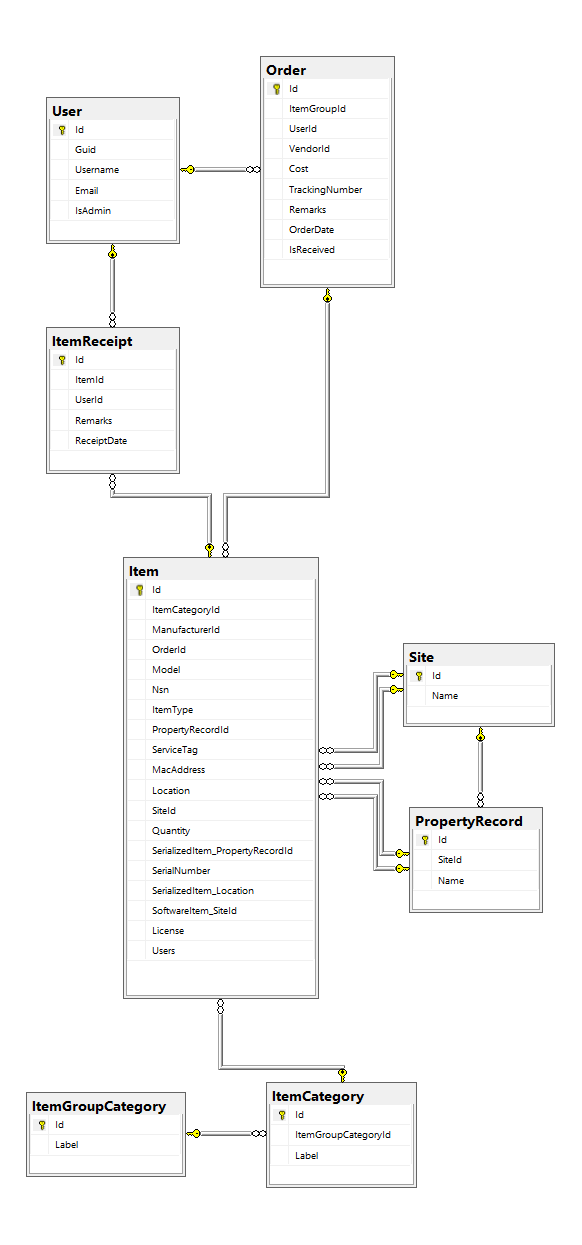 Order
Id
ItemGroupId
UserId
VendorId
Cost
TrackingNumber
Remarks
OrderDate
IsReceived
User
Id
Guid
Username
Email
IsAdmin
ItemReceipt
Id
ItemId
UserId
Remarks
ReceiptDate
Item
Id
ItemCategoryId
ManufacturerId
OrderId
Model
Nsn
ItemType
PropertyRecordId
ServiceTag
MacAddress
Location
SiteId
Quantity
SerializedItem_PropertyRecordId
SerialNumber
SerializedItem_Location
SoftwareItem_SiteId
License
Users
Site
Id
Name
PropertyRecord
Id
SiteId
Name
ItemCategory
Id
ItemGroupCategoryId
Label
ItemGroupCategory
Id
Label